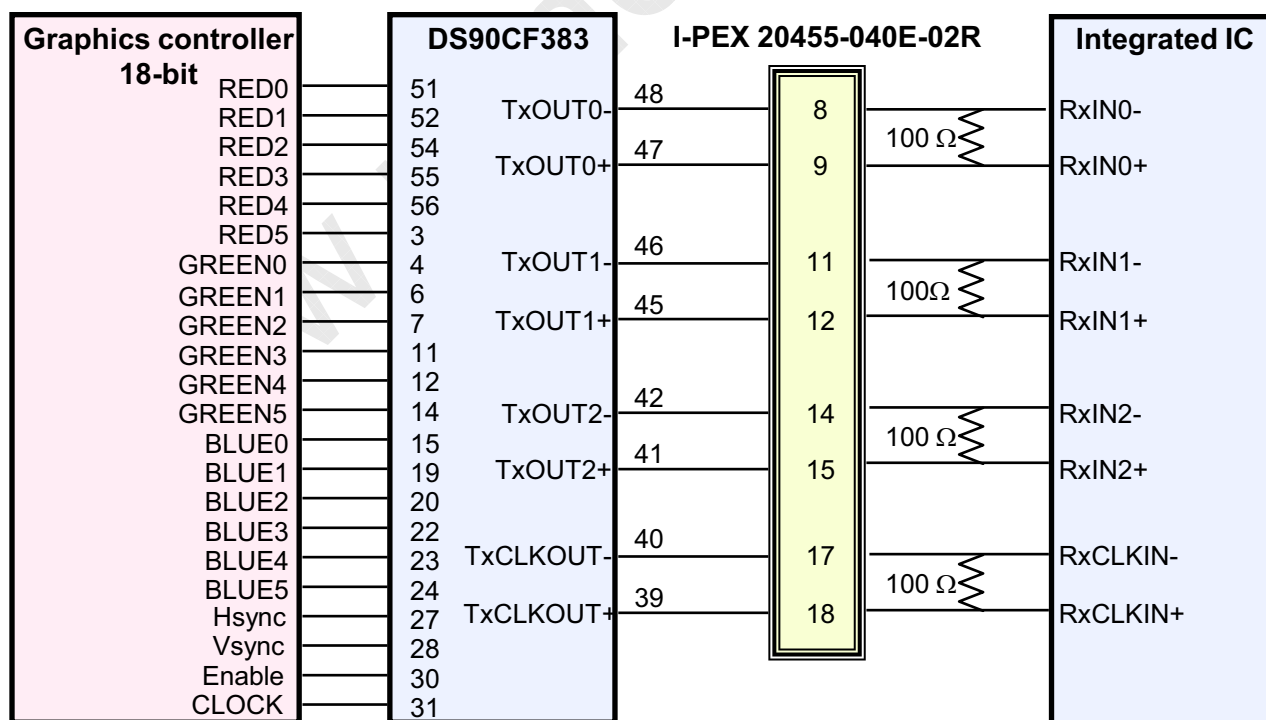 Graphics controller
18-bit
DS90CF383
I-PEX 20455-040E-02R
Integrated IC
RED0 51
RED1 52
RED2 54
RED3 55
RED4 56
RED5 3
GREEN0 4
GREEN1 6
GREEN2 7
GREEN3 11
GREEN4 12
GREEN5 14
BLUE0 15
BLUE1 19
BLUE2 20
BLUE3 22
BLUE4 23
BLUE5 24
Hsync 27
Vsync 28
Enable 30
CLOCK 31
TxOUT0- 48 8 RxIN0-
100 Ω
TxOUT0+ 47 9 RxIN0+
TxOUT1- 46 11 RxIN1-
100Ω
TxOUT1+ 45 12 RxIN1+
TxOUT2- 42 14 RxIN2-
100 Ω
TxOUT2+ 41 15 RxIN2+
TxCLKOUT- 40 17 RxCLKIN-
100 Ω
TxCLKOUT+ 39 18 RxCLKIN+